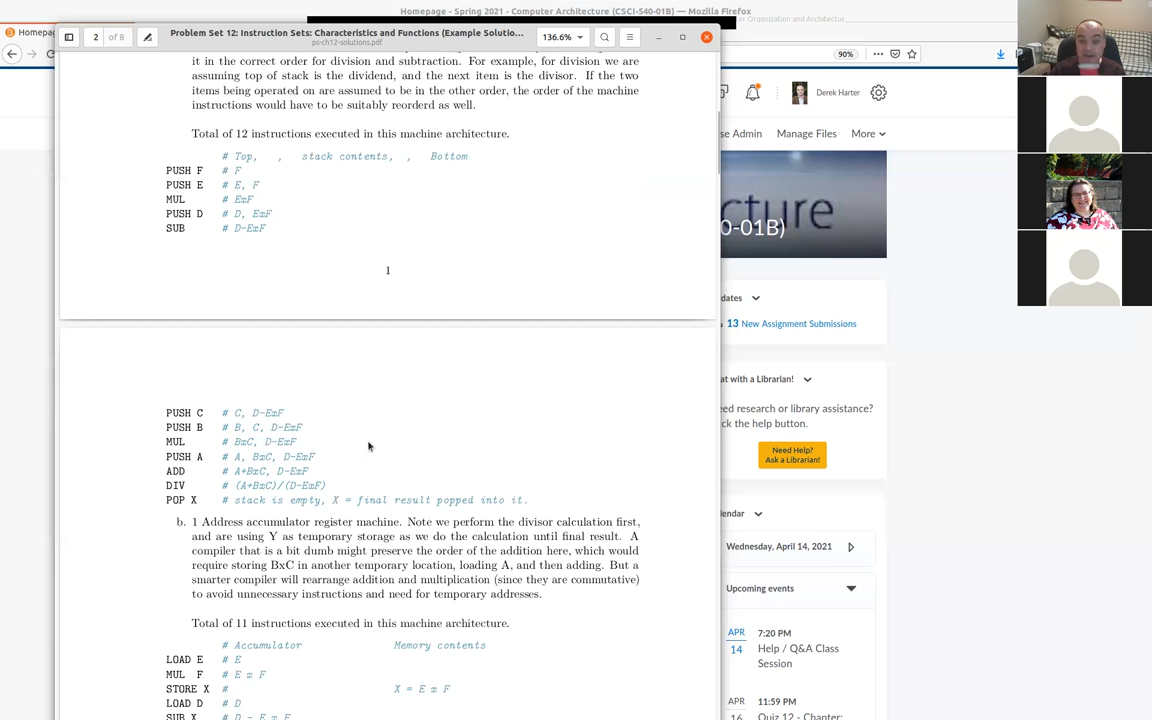 Homepage - Spring 2021 - Computer Architecture (CSCI-540-01B) — Mozilla Firefox
Homepag
er Organization and Architectur
2 of 8
Problem Set 12: Instruction Sets: Characteristics and Functions (Example Solutio...
ps-ch12-solutions.pdf
136.6%
90%
Derek Harter
se Admin
Manage Files
More
cture
0-01B)
it in the correct order for division and subtraction. For example, for division we are
assuming top of stack is the dividend, and the next item is the divisor. If the two
items being operated on are assumed to be in the other order, the order of the machine
instructions would have to be suitably reorderd as well.
Total of 12 instructions executed in this machine architecture.
# Top, , stack contents, , Bottom
PUSH F # F
PUSH E # E, F
MUL # ExF
PUSH D # D, ExF
SUB # D-ExF
1
PUSH C # C, D-ExF
PUSH B # B, C, D-ExF
MUL # BxC, D-ExF
PUSH A # A, BxC, D-ExF
ADD # A+BxC, D-ExF
DIV # (A+BxC)/(D-ExF)
POP X # stack is empty, X = final result popped into it.
b. 1 Address accumulator register machine. Note we perform the divisor calculation first,
and are using Y as temporary storage as we do the calculation until final result. A
compiler that is a bit dumb might preserve the order of the addition here, which would
require storing BxC in another temporary location, loading A, and then adding. But a
smarter compiler will rearrange addition and multiplication (since they are commutative)
to avoid unnecessary instructions and need for temporary addresses.
Total of 11 instructions executed in this machine architecture.
# Accumulator Memory contents
LOAD E # E
MUL F # E x F
STORE X # X = E x F
LOAD D # D
SUB X # D - E x F
dates
13 New Assignment Submissions
at with a Librarian!
eed research or library assistance?
ck the help button.
Need Help?
Ask a Librarian!
lendar
Wednesday, April 14, 2021
Upcoming events
APR
14
7:20 PM
Help / Q&A Class
Session
APR
16
11:59 PM
Quiz 12 - Chapter: